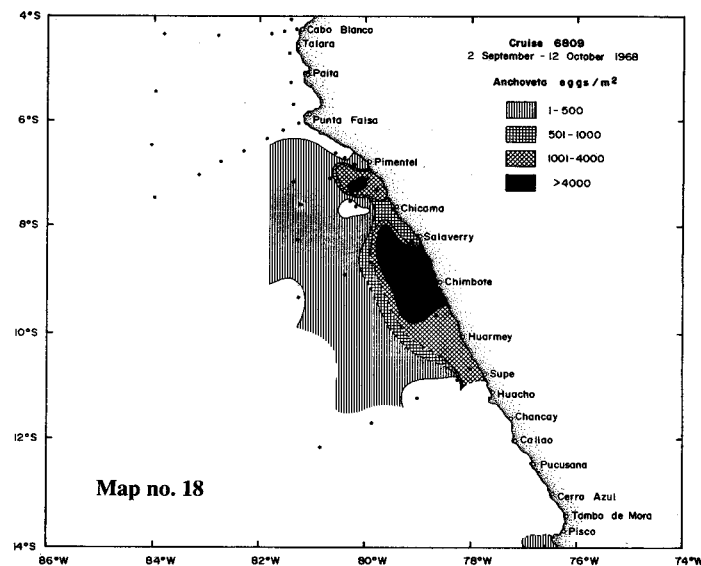 4°S
6°S
8°S
10°S
12°S
14°S
86°W
84°W
82°W
80°W
78°W
76°W
74°W
Cruise 6809
2 September - 12 October 1968
Anchoveta eggs/m²
1-500
501-1000
1001-4000
>4000
Cabo Blanco
Talara
Paita
Punta Falsa
Pimentel
Chicama
Salaverry
Chimbote
Huarmey
Supe
Huacho
Chancay
Callao
Pucusana
Cerro Azul
Tambo de Mora
Pisco
Map no. 18